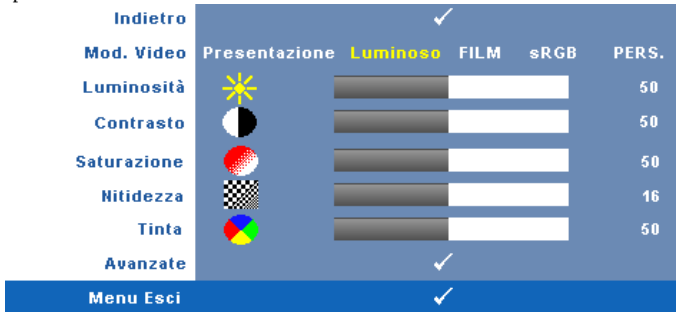 Indietro
Mod. Video Presentazione Luminoso FILM sRGB PERS.
Luminosità 50
Contrasto 50
Saturazione 50
Nitidezza 16
Tinta 50
Avanzate
Menu Esci